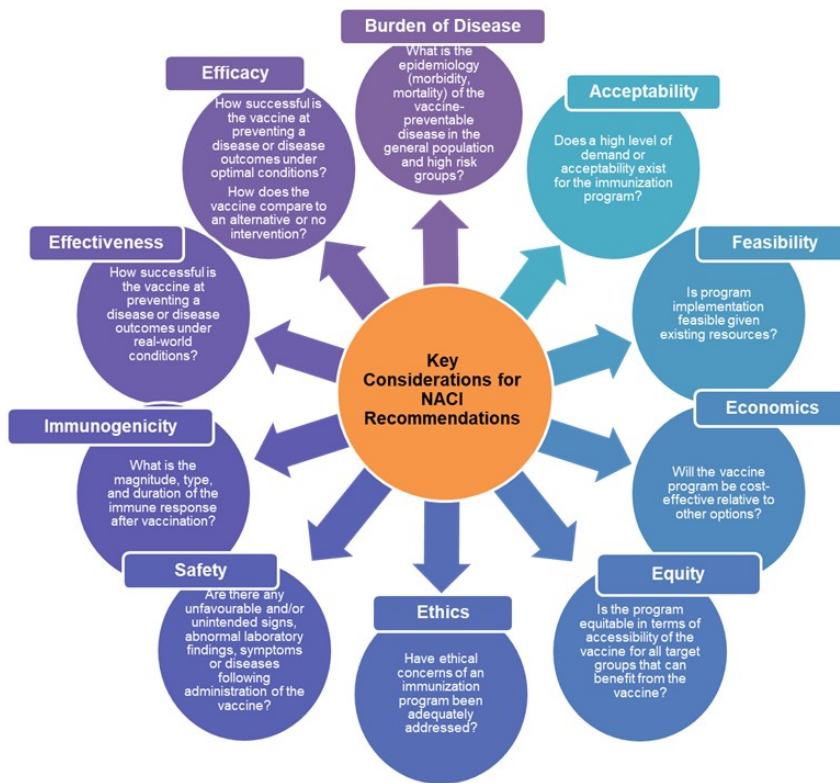 Burden of Disease
What is the
epidemiology
(morbidity,
mortality) of the
vaccine-
preventable
disease in the
general population
and high risk
groups?
Acceptability
Does a high level of
demand or
acceptability exist
for the immunization
program?
Feasibility
Is program
implementation
feasible given
existing resources?
Economics
Will the vaccine
program be cost-
effective relative to
other options?
Equity
Is the program
equitable in terms of
accessibility of the
vaccine for all target
groups that can
benefit from the
vaccine?
Ethics
Have ethical
concerns of an
immunization
program been
adequately
addressed?
Safety
Are there any
unfavourable and/or
unintended signs,
abnormal laboratory
findings, symptoms
or diseases
following
administration of the
vaccine?
Immunogenicity
What is the
magnitude, type,
and duration of the
immune response
after vaccination?
Effectiveness
How successful is
the vaccine at
preventing a
disease or disease
outcomes under
real-world
conditions?
Efficacy
How successful is
the vaccine at
preventing a
disease or disease
outcomes under
optimal conditions?
How does the
vaccine compare to
an alternative or no
intervention?
Key
Considerations for
NACI
Recommendations